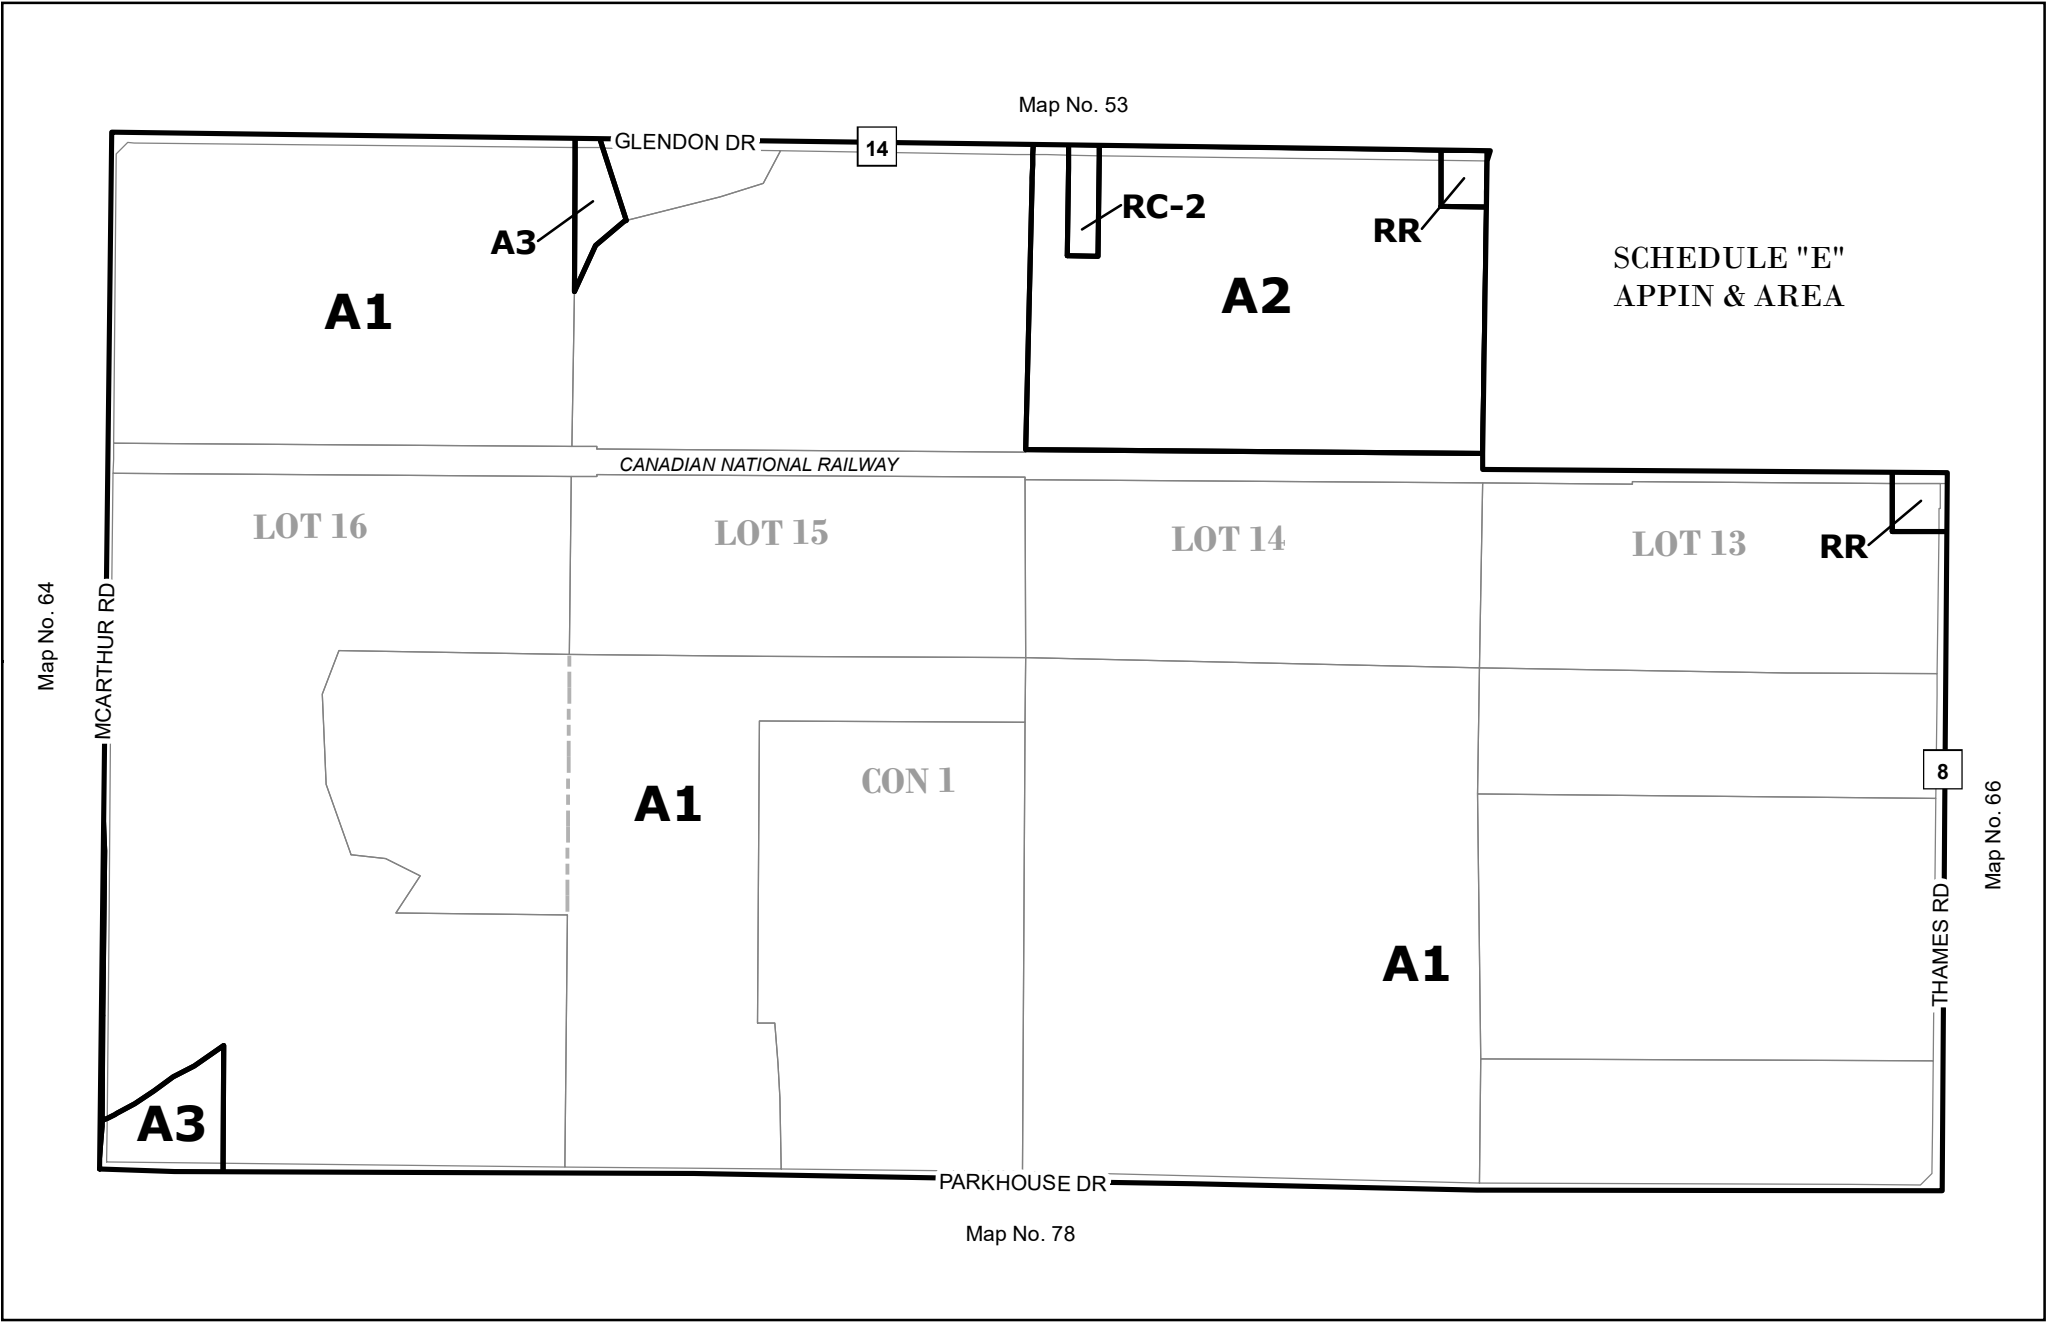 Map No. 53
GLENDON DR
14
RC-2
RR
A3
SCHEDULE "E"
APPIN & AREA
A1
A2
CANADIAN NATIONAL RAILWAY
LOT 16
LOT 15
LOT 14
LOT 13
RR
Map No. 64
MCARTHUR RD
CON 1
8
A1
Map No. 66
THAMES RD
A1
A3
PARKHOUSE DR
Map No. 78